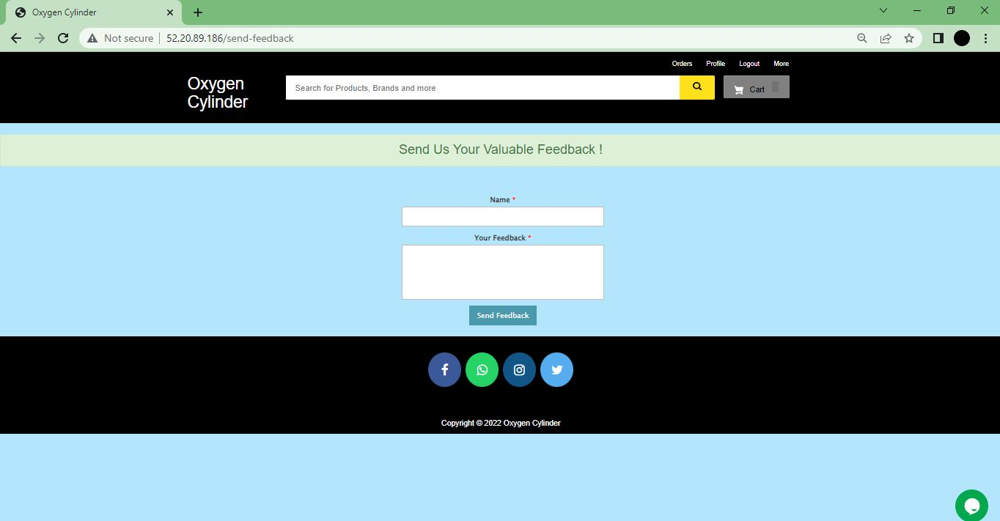 Oxygen Cylinder
Not secure
52.20.89.186/send-feedback
Orders Profile Logout More
Oxygen
Cylinder
Search for Products, Brands and more
Cart
Send Us Your Valuable Feedback !
Name *
Your Feedback *
Send Feedback
Copyright © 2022 Oxygen Cylinder